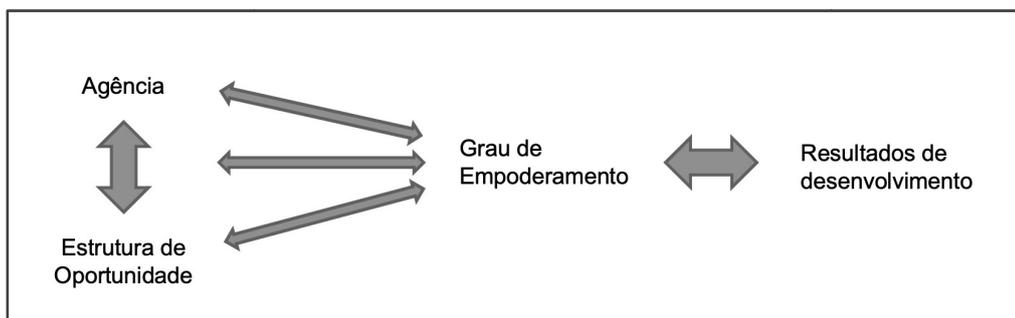 Agência
Estrutura de
Oportunidade
Grau de
Empoderamento
Resultados de
desenvolvimento